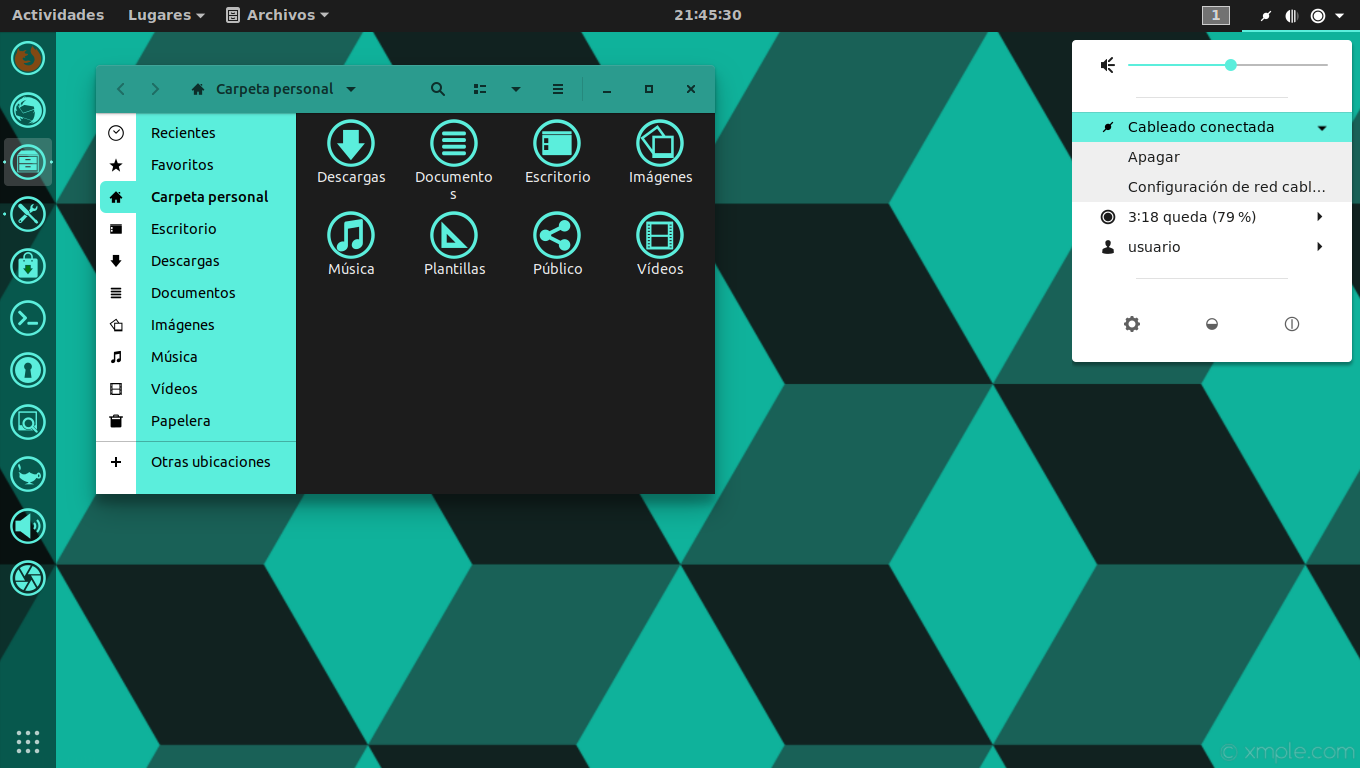 Actividades
Lugares
Archivos
21:45:30
1
Carpeta personal
Recientes
Favoritos
Carpeta personal
Escritorio
Descargas
Documentos
Imágenes
Música
Vídeos
Papelera
Otras ubicaciones
Descargas
Documento
s
Escritorio
Imágenes
Música
Plantillas
Público
Vídeos
Cableado conectada
Apagar
Configuración de red cabl...
3:18 queda (79 %)
usuario
© xmple.com